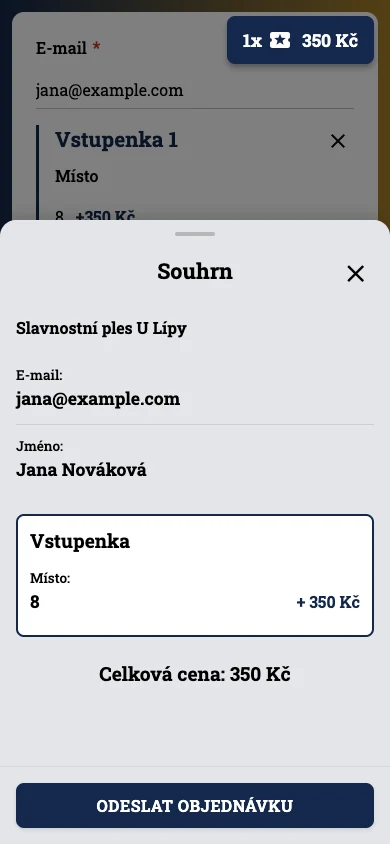 E-mail *
1x 350 Kč
jana@example.com
Vstupenka 1
Místo
8 +350 Kč
Souhrn
Slavnostní ples U Lípy
E-mail:
jana@example.com
Jméno:
Jana Nováková
Vstupenka
Místo:
8 + 350 Kč
Celková cena: 350 Kč
ODESLAT OBJEDNÁVKU